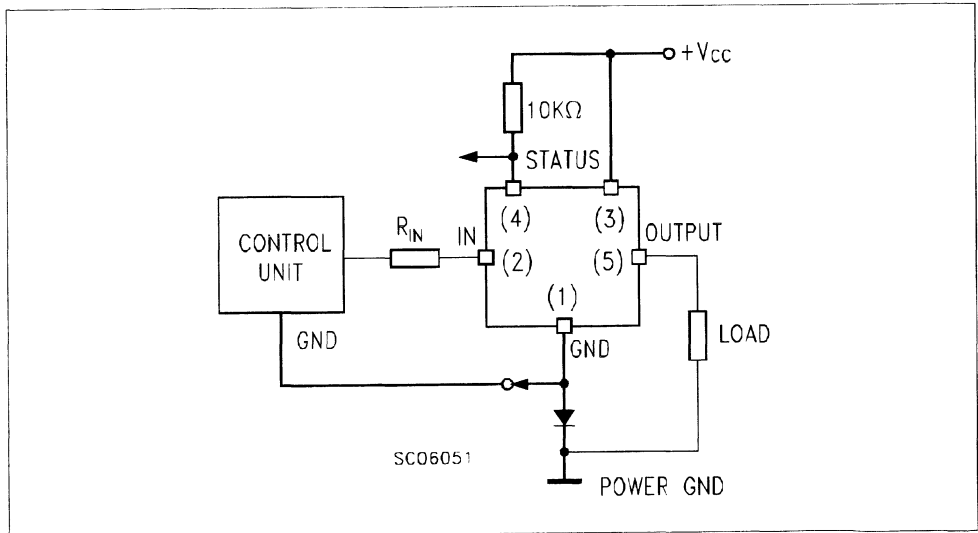 +Vcc
10KΩ
STATUS
(4)
(3)
CONTROL
UNIT
RIN
IN
(2)
(5)
OUTPUT
(1)
GND
GND
LOAD
SC06051
POWER GND